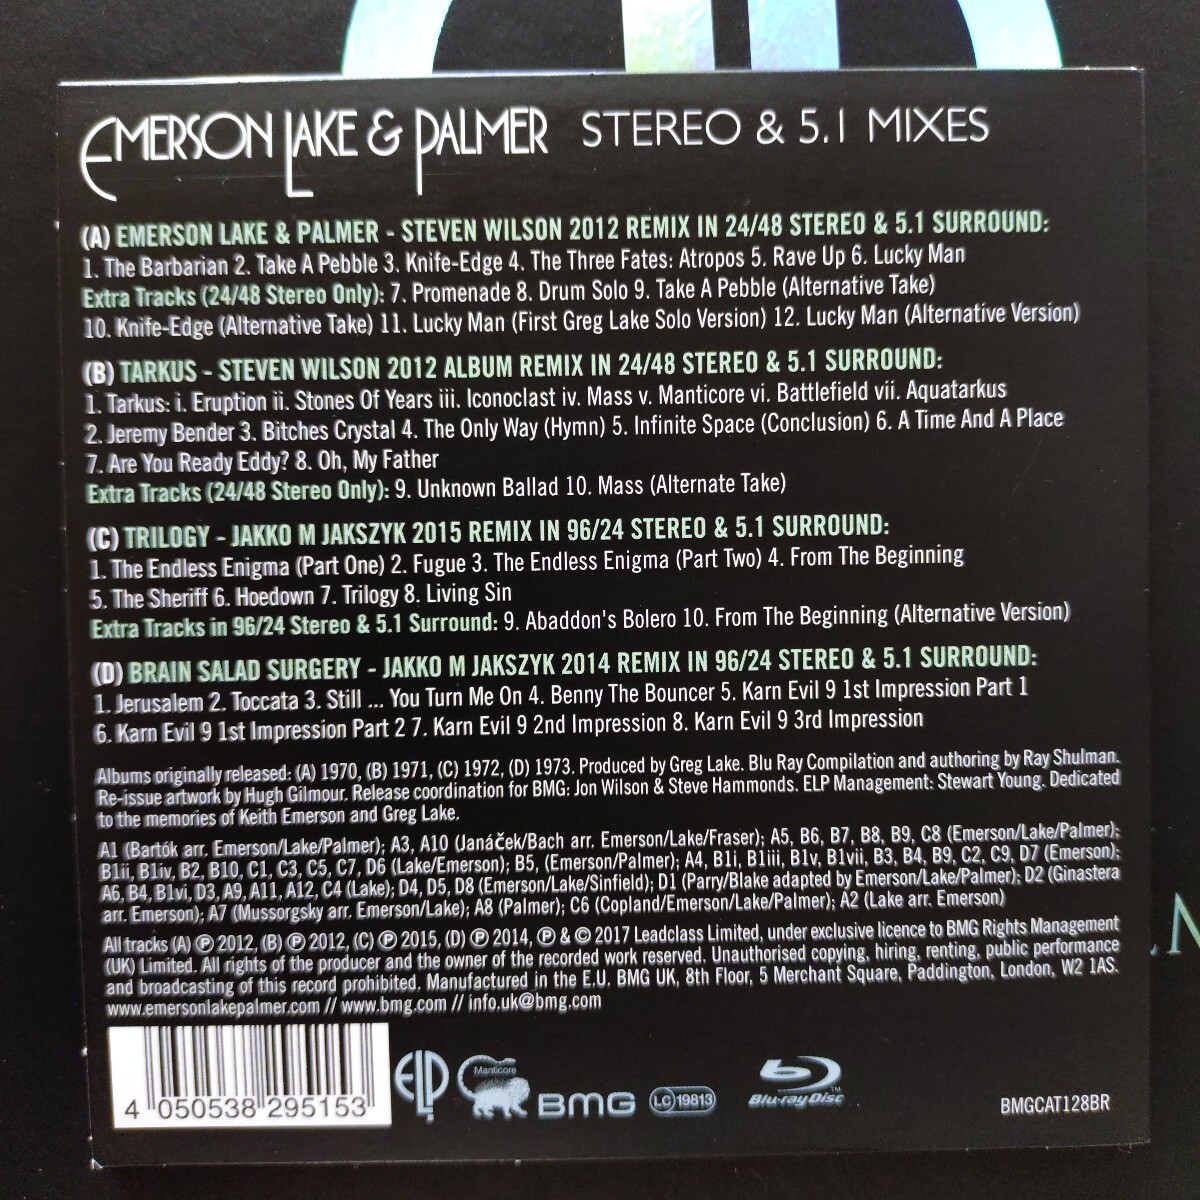 EMERSON LAKE & PALMER STEREO & 5.1 MIXES
(A) EMERSON LAKE & PALMER - STEVEN WILSON 2012 REMIX IN 24/48 STEREO & 5.1 SURROUND:
1. The Barbarian 2. Take A Pebble 3. Knife-Edge 4. The Three Fates: Atropos 5. Rave Up 6. Lucky Man
Extra Tracks (24/48 Stereo Only): 7. Promenade 8. Drum Solo 9. Take A Pebble (Alternative Take)
10. Knife-Edge (Alternative Take) 11. Lucky Man (First Greg Lake Solo Version) 12. Lucky Man (Alternative Version)
(B) TARKUS - STEVEN WILSON 2012 ALBUM REMIX IN 24/48 STEREO & 5.1 SURROUND:
1. Tarkus: i. Eruption ii. Stones Of Years iii. Iconoclast iv. Mass v. Manticore vi. Battlefield vii. Aquatarkus
2. Jeremy Bender 3. Bitches Crystal 4. The Only Way (Hymn) 5. Infinite Space (Conclusion) 6. A Time And A Place
7. Are You Ready Eddy? 8. Oh, My Father
Extra Tracks (24/48 Stereo Only): 9. Unknown Ballad 10. Mass (Alternate Take)
(C) TRILOGY - JAKKO M JAKSZYK 2015 REMIX IN 96/24 STEREO & 5.1 SURROUND:
1. The Endless Enigma (Part One) 2. Fugue 3. The Endless Enigma (Part Two) 4. From The Beginning
5. The Sheriff 6. Hoedown 7. Trilogy 8. Living Sin
Extra Tracks in 96/24 Stereo & 5.1 Surround: 9. Abaddon's Bolero 10. From The Beginning (Alternative Version)
(D) BRAIN SALAD SURGERY - JAKKO M JAKSZYK 2014 REMIX IN 96/24 STEREO & 5.1 SURROUND:
1. Jerusalem 2. Toccata 3. Still ... You Turn Me On 4. Benny The Bouncer 5. Karn Evil 9 1st Impression Part 1
6. Karn Evil 9 1st Impression Part 2 7. Karn Evil 9 2nd Impression 8. Karn Evil 9 3rd Impression
Albums originally released: (A) 1970, (B) 1971, (C) 1972, (D) 1973. Produced by Greg Lake. Blu Ray Compilation and authoring by Ray Shulman.
Re-issue artwork by Hugh Gilmour. Release coordination for BMG: Jon Wilson & Steve Hammonds. ELP Management: Stewart Young. Dedicated
to the memories of Keith Emerson and Greg Lake.
A1 (Bartók arr. Emerson/Lake/Palmer); A3, A10 (Janáček/Bach arr. Emerson/Lake/Fraser); A5, B6, B7, B8, B9, C8 (Emerson/Lake/Palmer);
B1ii, B1iv, B2, B10, C1, C3, C5, C7, D6 (Lake/Emerson); B5, (Emerson/Palmer); A4, B1i, B1iii, B1v, B1vii, B3, B4, B9, C2, C9, D7 (Emerson);
A6, B4, B1vi, D3, A9, A11, A12, C4 (Lake); D4, D5, D8 (Emerson/Lake/Sinfield); D1 (Parry/Blake adapted by Emerson/Lake/Palmer); D2 (Ginastera
arr. Emerson); A7 (Mussorgsky arr. Emerson/Lake); A8 (Palmer); C6 (Copland/Emerson/Lake/Palmer); A2 (Lake arr. Emerson)
All tracks (A) ℗ 2012, (B) ℗ 2012, (C) ℗ 2015, (D) ℗ 2014, ℗ & © 2017 Leadclass Limited, under exclusive licence to BMG Rights Management
(UK) Limited. All rights of the producer and the owner of the recorded work reserved. Unauthorised copying, hiring, renting, public performance
and broadcasting of this record prohibited. Manufactured in the E.U. BMG UK, 8th Floor, 5 Merchant Square, Paddington, London, W2 1AS.
www.emersonlakepalmer.com // www.bmg.com // info.uk@bmg.com
4 050538 295153
ELP
Manticore
BMG
LC 19813
Blu-ray Disc™
BMGCAT128BR